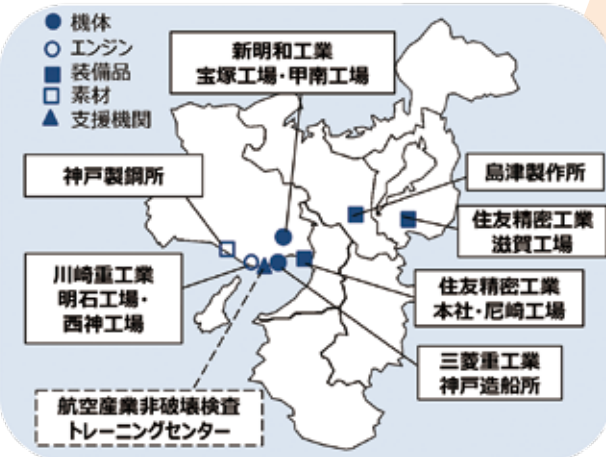 機体
エンジン
装備品
素材
支援機関
新明和工業
宝塚工場・甲南工場
神戸製鋼所
島津製作所
住友精密工業
滋賀工場
川崎重工業
明石工場・
西神工場
住友精密工業
本社・尼崎工場
三菱重工業
神戸造船所
航空産業非破壊検査
トレーニングセンター